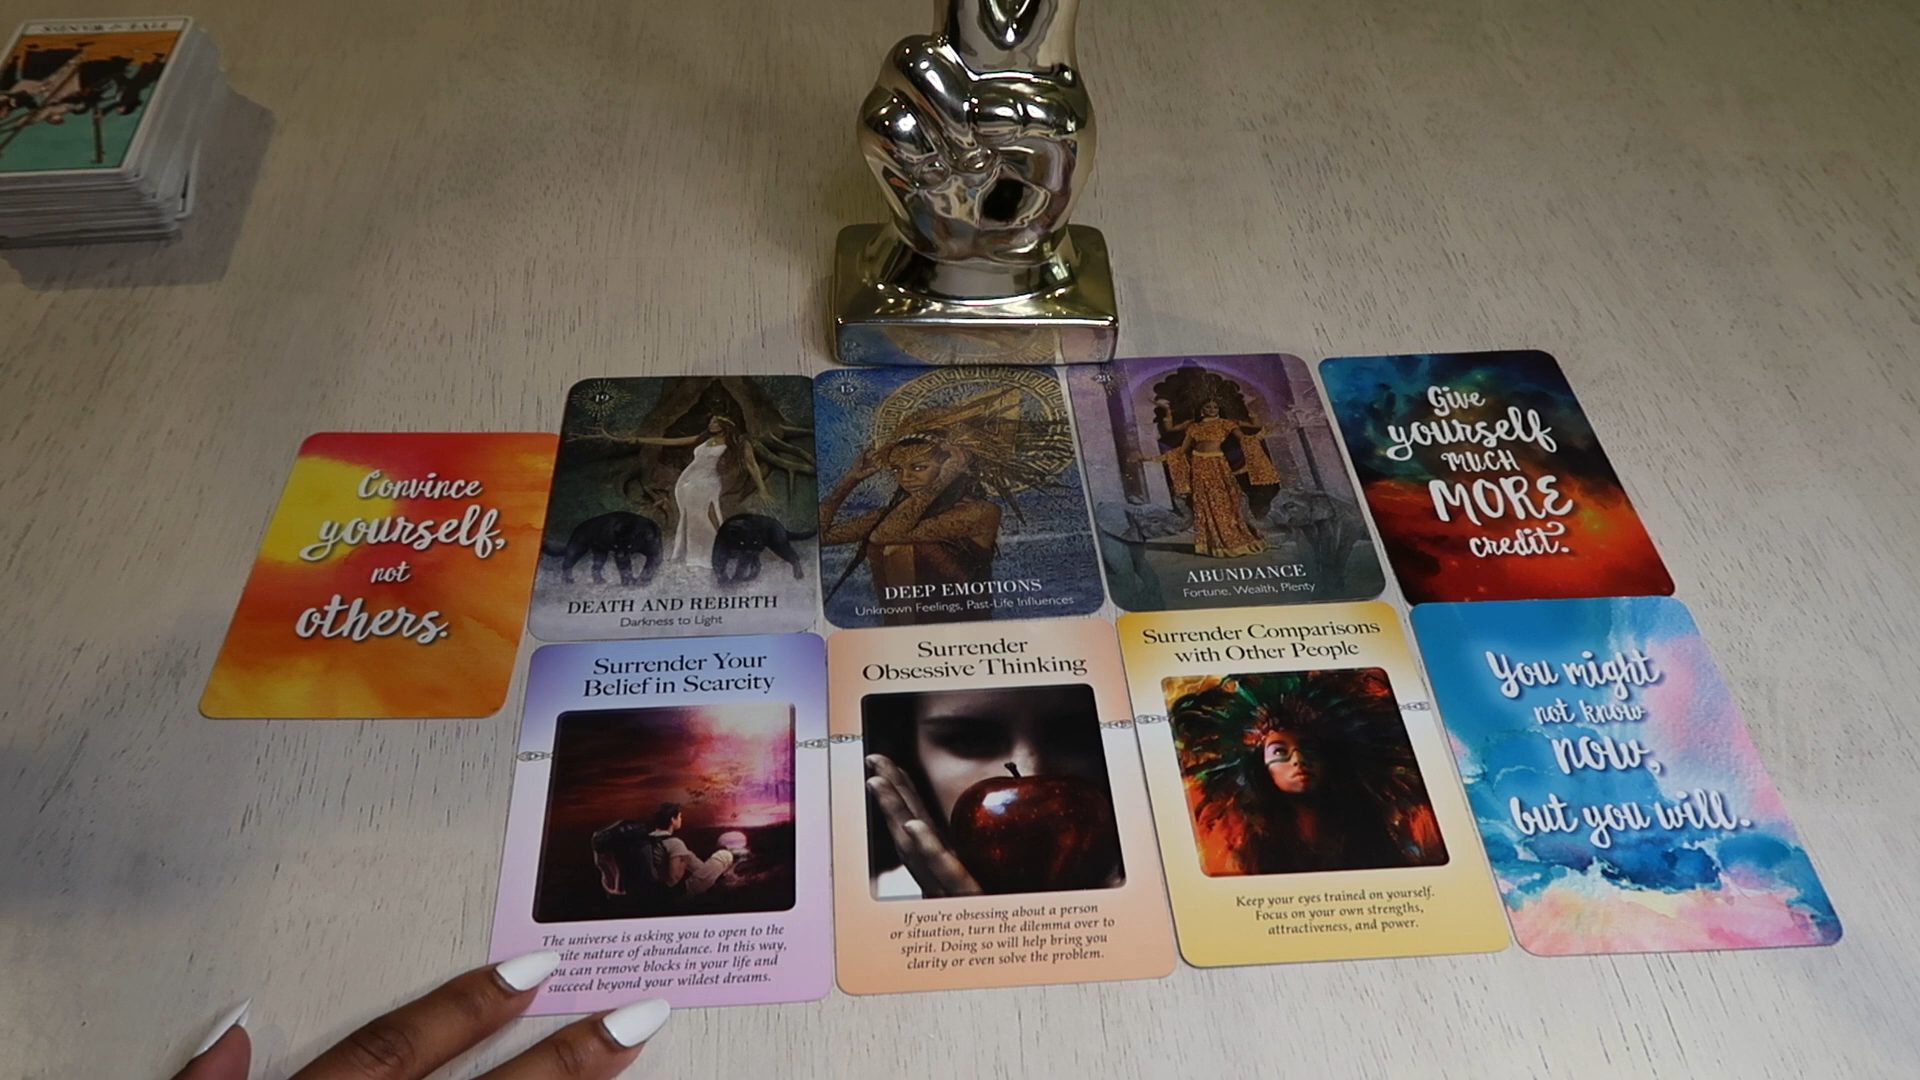 FIVE of WANDS
Convince
yourself,
not
others.
19
DEATH AND REBIRTH
Darkness to Light
15
DEEP EMOTIONS
Unknown Feelings, Past-Life Influences
28
ABUNDANCE
Fortune, Wealth, Plenty
Give
yourself
MUCH
MORE
credit.
Surrender Your
Belief in Scarcity
The universe is asking you to open to the
nature of abundance. In this way,
can remove blocks in your life and
succeed beyond your wildest dreams.
Surrender
Obsessive Thinking
If you're obsessing about a person
or situation, turn the dilemma over to
spirit. Doing so will help bring you
clarity or even solve the problem.
Surrender Comparisons
with Other People
Keep your eyes trained on yourself.
Focus on your own strengths,
attractiveness, and power.
You might
not know
now,
but you will.